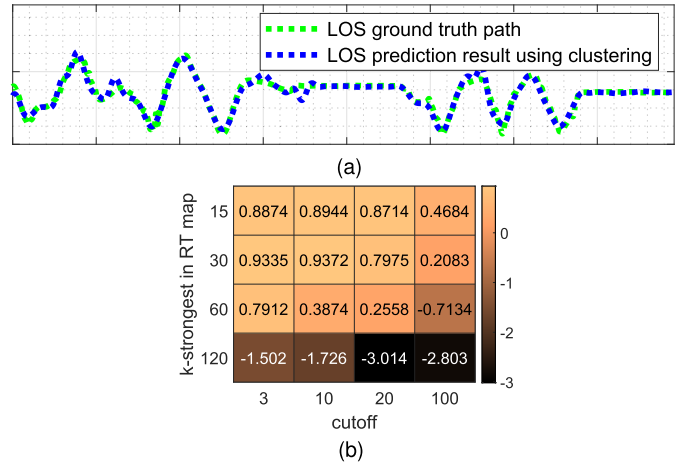 LOS ground truth path
LOS prediction result using clustering
(a)
k-strongest in RT map
15 0.8874 0.8944 0.8714 0.4684
30 0.9335 0.9372 0.7975 0.2083
60 0.7912 0.3874 0.2558 -0.7134
120 -1.502 -1.726 -3.014 -2.803
3 10 20 100
cutoff
0
-1
-2
-3
(b)